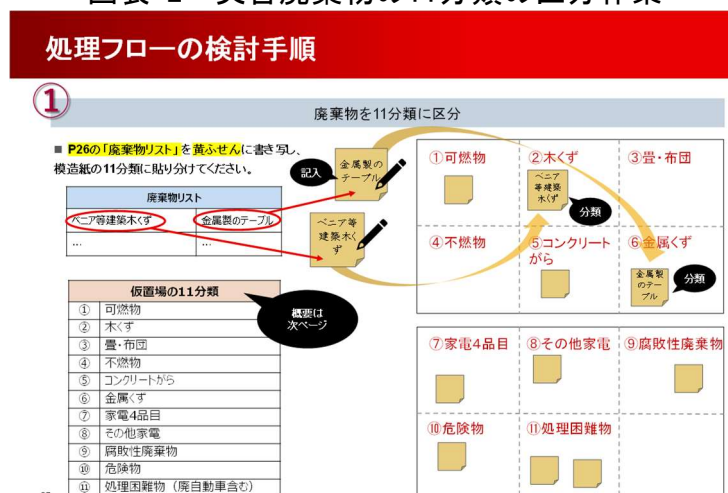 処理フローの検討手順
①
廃棄物を11分類に区分
■ P26の「廃棄物リスト」を黄ふせんに書き写し、
模造紙の11分類に貼り分けてください。
廃棄物リスト
ベニア等建築木くず 金属製のテーブル
… …
記入
金属製の
テーブル
ベニア等
建築木く
ず
仮置場の11分類
① 可燃物
② 木くず
③ 畳・布団
④ 不燃物
⑤ コンクリートがら
⑥ 金属くず
⑦ 家電4品目
⑧ その他家電
⑨ 腐敗性廃棄物
⑩ 危険物
⑪ 処理困難物（廃自動車含む）
概要は
次ページ
①可燃物 ②木くず ③畳・布団
ベニア
等建築
木くず
分類
④不燃物 ⑤コンクリート ⑥金属くず
がら
金属製
のテー
ブル
分類
⑦家電4品目 ⑧その他家電 ⑨腐敗性廃棄物
⑩危険物 ⑪処理困難物